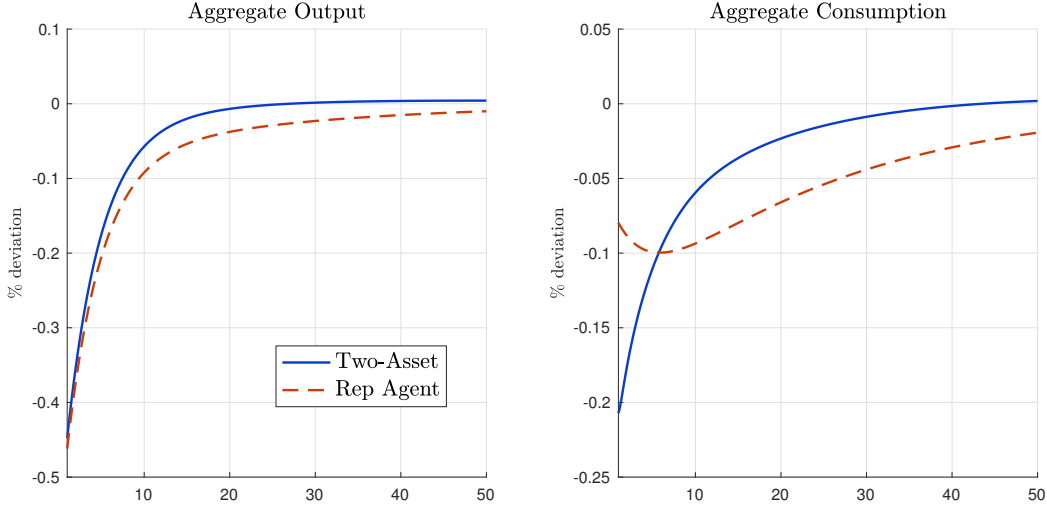 Aggregate Output
% deviation
0.1
0
-0.1
-0.2
-0.3
-0.4
-0.5
10 20 30 40 50
Two-Asset
Rep Agent
Aggregate Consumption
% deviation
0.05
0
-0.05
-0.1
-0.15
-0.2
-0.25
10 20 30 40 50